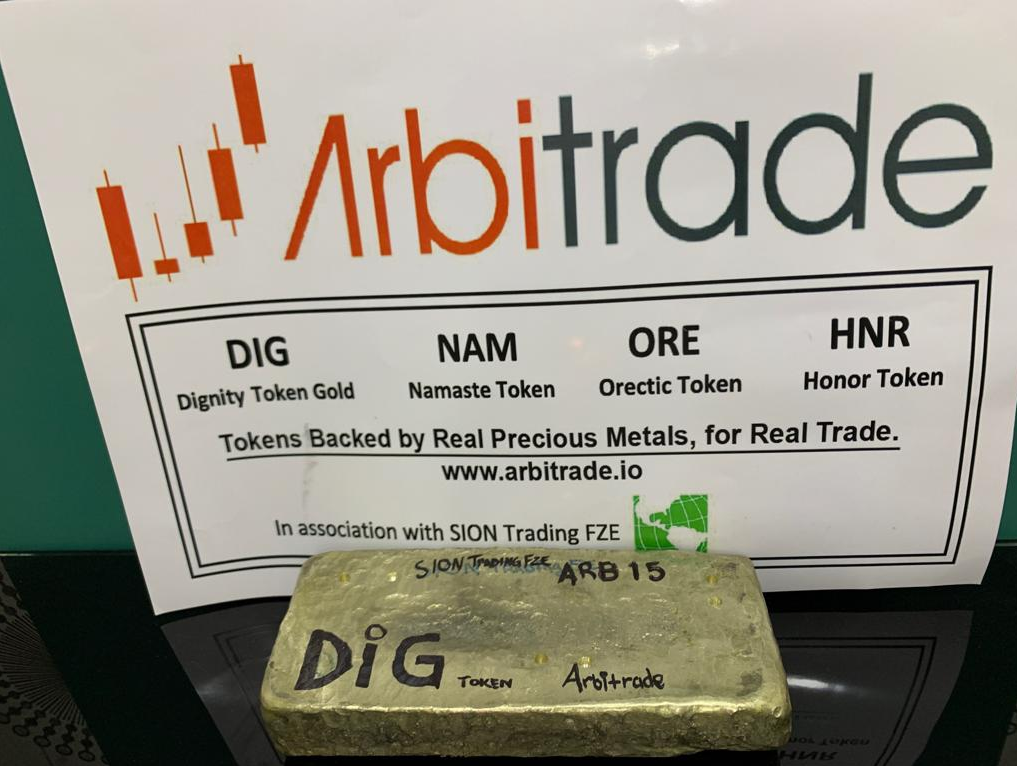 Arbitrade
DIG NAM ORE HNR
Dignity Token Gold Namaste Token Orectic Token Honor Token
Tokens Backed by Real Precious Metals, for Real Trade.
www.arbitrade.io
In association with SION Trading FZE
SION TRADING FZE ARB 15
DiG TOKEN Arbitrade